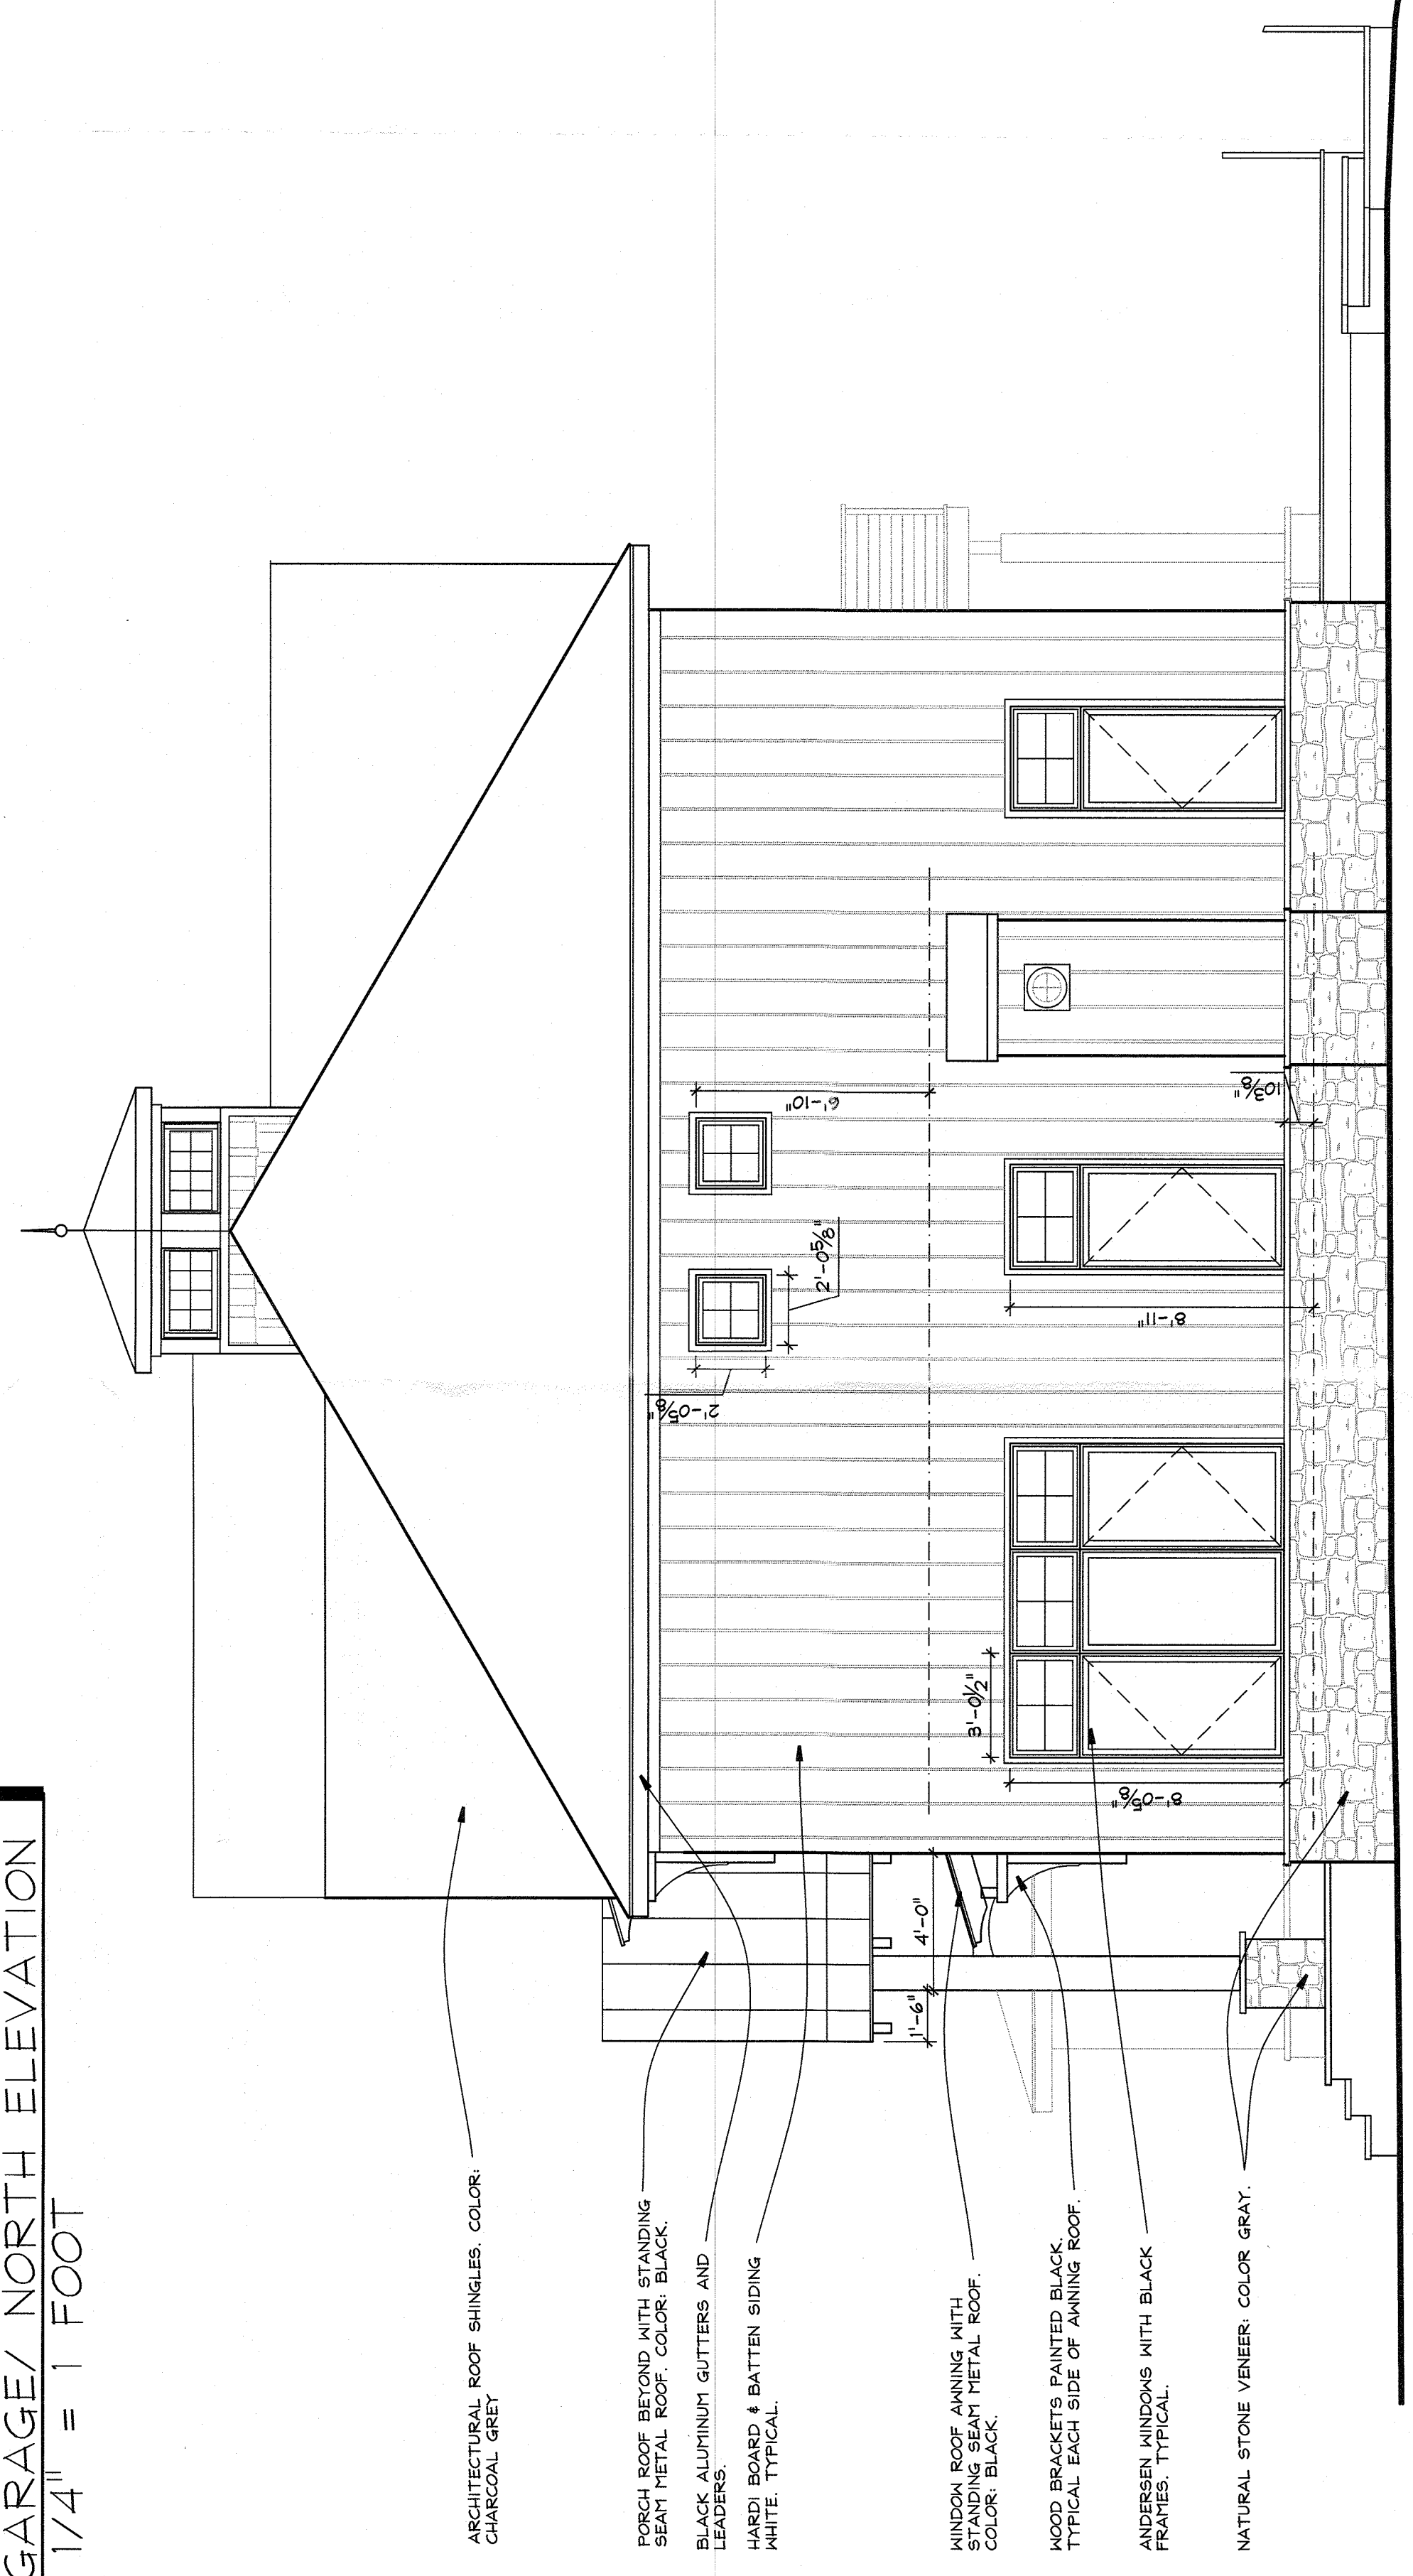 GARAGE/ NORTH ELEVATION
1/4" = 1 FOOT
ARCHITECTURAL ROOF SHINGLES. COLOR:
CHARCOAL GREY
PORCH ROOF BEYOND WITH STANDING
SEAM METAL ROOF. COLOR: BLACK.
BLACK ALUMINUM GUTTERS AND
LEADERS.
HARDI BOARD & BATTEN SIDING
WHITE. TYPICAL.
WINDOW ROOF AWNING WITH
STANDING SEAM METAL ROOF.
COLOR: BLACK.
WOOD BRACKETS PAINTED BLACK.
TYPICAL EACH SIDE OF AWNING ROOF.
ANDERSEN WINDOWS WITH BLACK
FRAMES. TYPICAL.
NATURAL STONE VENEER: COLOR GRAY.
1'-6"
4'-0"
8'-0 5/8"
3'-0 1/2"
2'-0 5/8"
2'-0 5/8"
8'-11"
6'-10"
10 3/8"